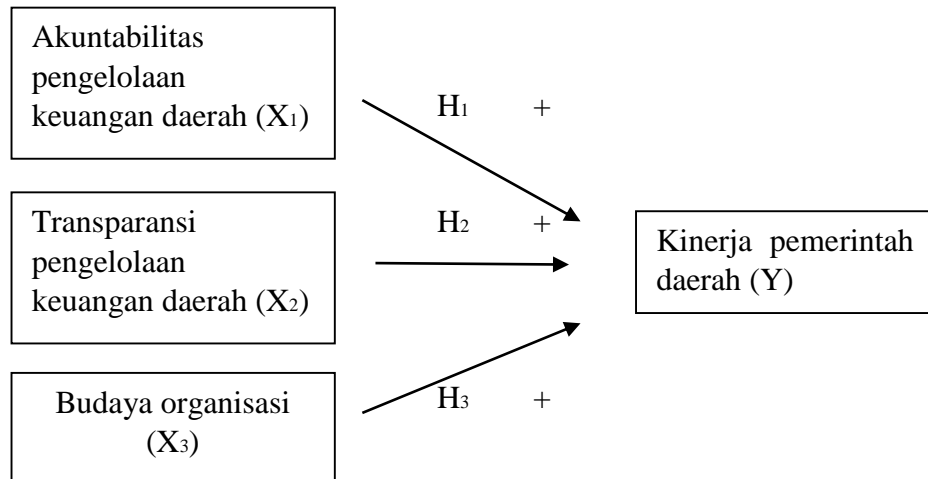 Akuntabilitas
pengelolaan
keuangan daerah (X1)
H1 +
Transparansi
pengelolaan
keuangan daerah (X2)
H2 +
Kinerja pemerintah
daerah (Y)
Budaya organisasi
(X3)
H3 +